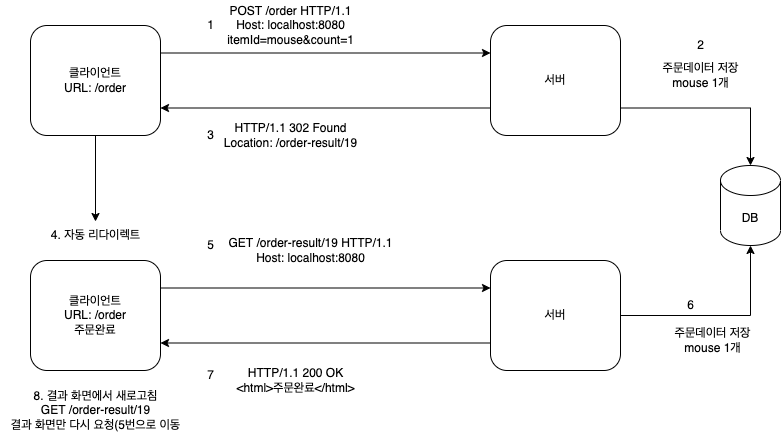 1
POST /order HTTP/1.1
Host: localhost:8080
itemId=mouse&count=1
클라이언트
URL: /order
서버
2
주문데이터 저장
mouse 1개
3
HTTP/1.1 302 Found
Location: /order-result/19
DB
4. 자동 리다이렉트
5
GET /order-result/19 HTTP/1.1
Host: localhost:8080
클라이언트
URL: /order
주문완료
서버
6
주문데이터 저장
mouse 1개
7
HTTP/1.1 200 OK
<html>주문완료</html>
8. 결과 화면에서 새로고침
GET /order-result/19
결과 화면만 다시 요청(5번으로 이동